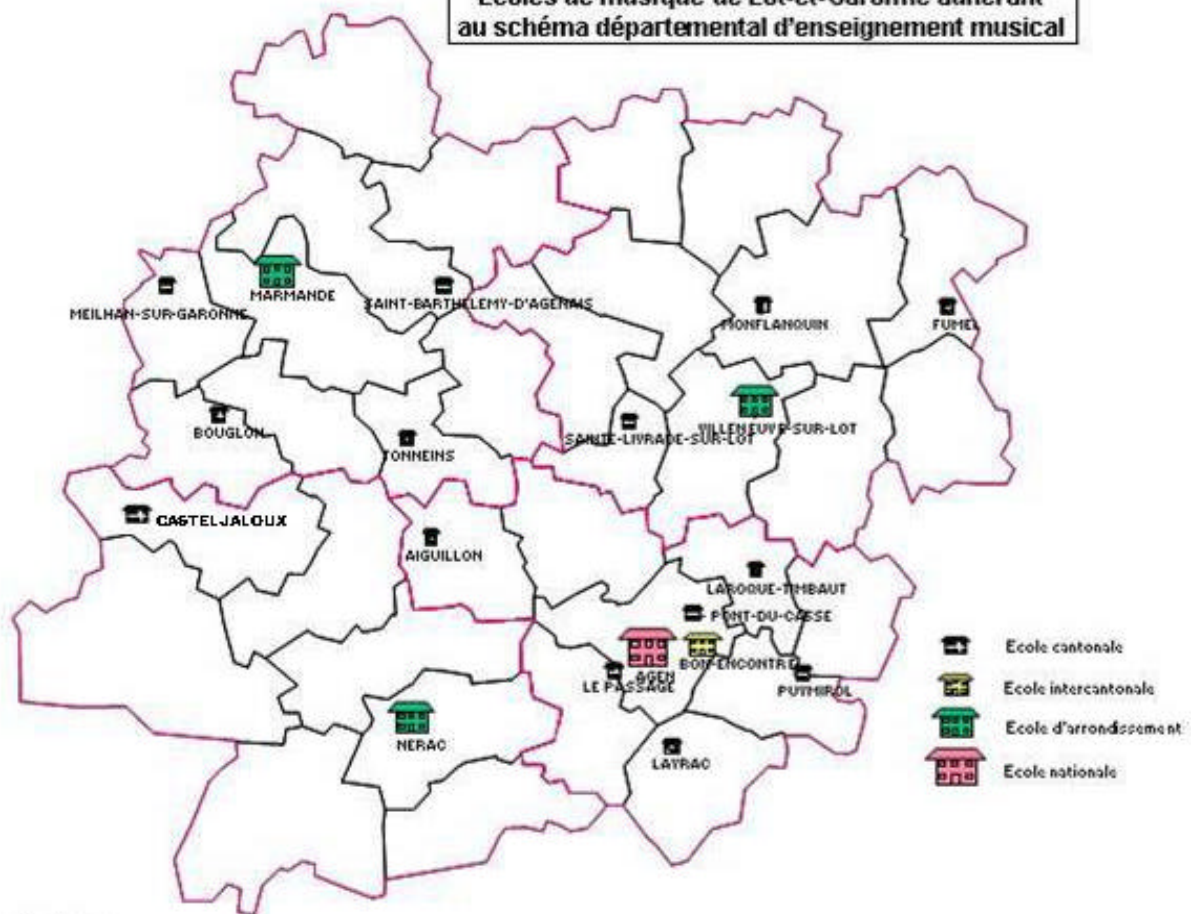 Ecoles de musique de Lot-et-Garonne adhérant
au schéma départemental d'enseignement musical
MARMANDE
MEILHAN-SUR-GARONNE
SAINT-BARTHELEMY-D'AGENAIS
MONFLANQUIN
FUMEL
BOUGLON
TONNEINS
SAINTE-LIVRADE-SUR-LOT
VILLENEUVE-SUR-LOT
CASTELJALOUX
AIGUILLON
LAROQUE-TIMBAUT
PONT-DU-CASSE
BON-ENCONTRE
AGEN
LE PASSAGE
PUYMIROL
NERAC
LAYRAC
Ecole cantonale
Ecole intercantonale
Ecole d'arrondissement
Ecole nationale